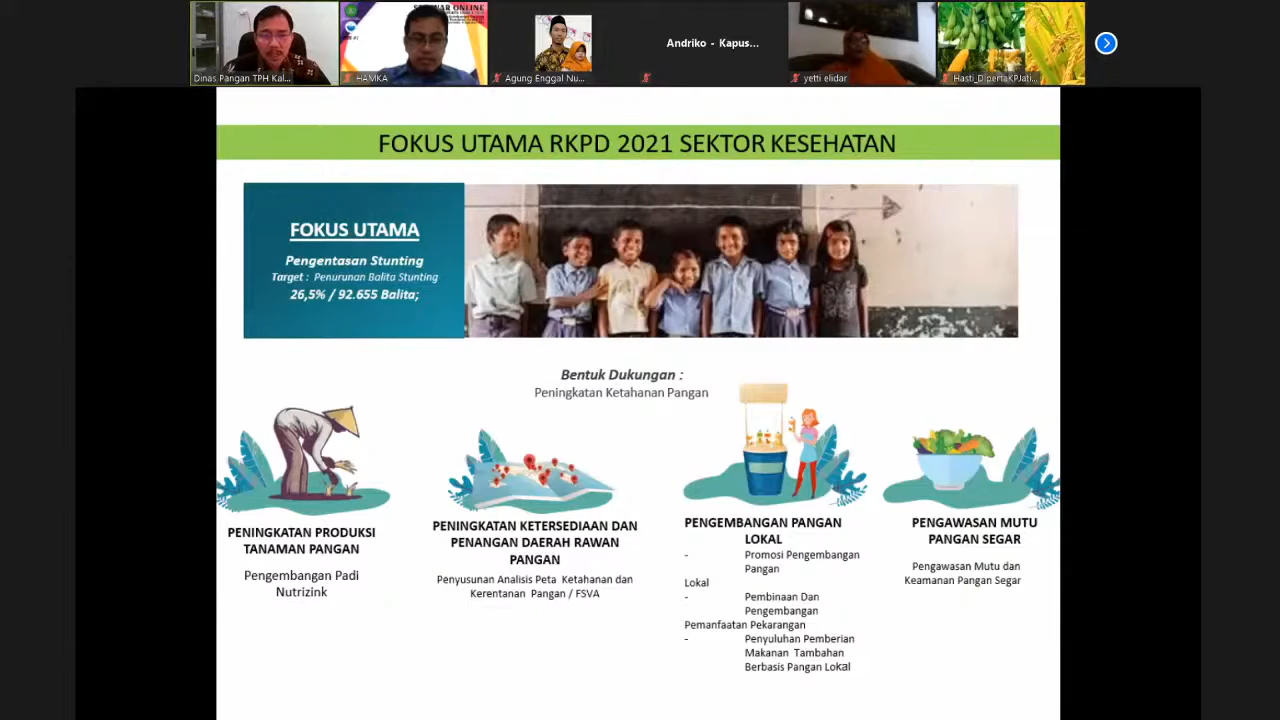 SEMINAR ONLINE
Dinas Pangan TPH Kal...
HAMKA
Agung Enggal Nu...
Andriko - Kapus...
yetti elidar
Hasti_DipertaKPJati...
FOKUS UTAMA RKPD 2021 SEKTOR KESEHATAN
FOKUS UTAMA
Pengentasan Stunting
Target : Penurunan Balita Stunting
26,5% / 92.655 Balita;
Bentuk Dukungan :
Peningkatan Ketahanan Pangan
PENINGKATAN PRODUKSI
TANAMAN PANGAN
Pengembangan Padi
Nutrizink
PENINGKATAN KETERSEDIAAN DAN
PENANGAN DAERAH RAWAN
PANGAN
Penyusunan Analisis Peta Ketahanan dan
Kerentanan Pangan / FSVA
PENGEMBANGAN PANGAN
LOKAL
- Promosi Pengembangan
Pangan
Lokal
- Pembinaan Dan
Pengembangan
Pemanfaatan Pekarangan
- Penyuluhan Pemberian
Makanan Tambahan
Berbasis Pangan Lokal
PENGAWASAN MUTU
PANGAN SEGAR
Pengawasan Mutu dan
Keamanan Pangan Segar